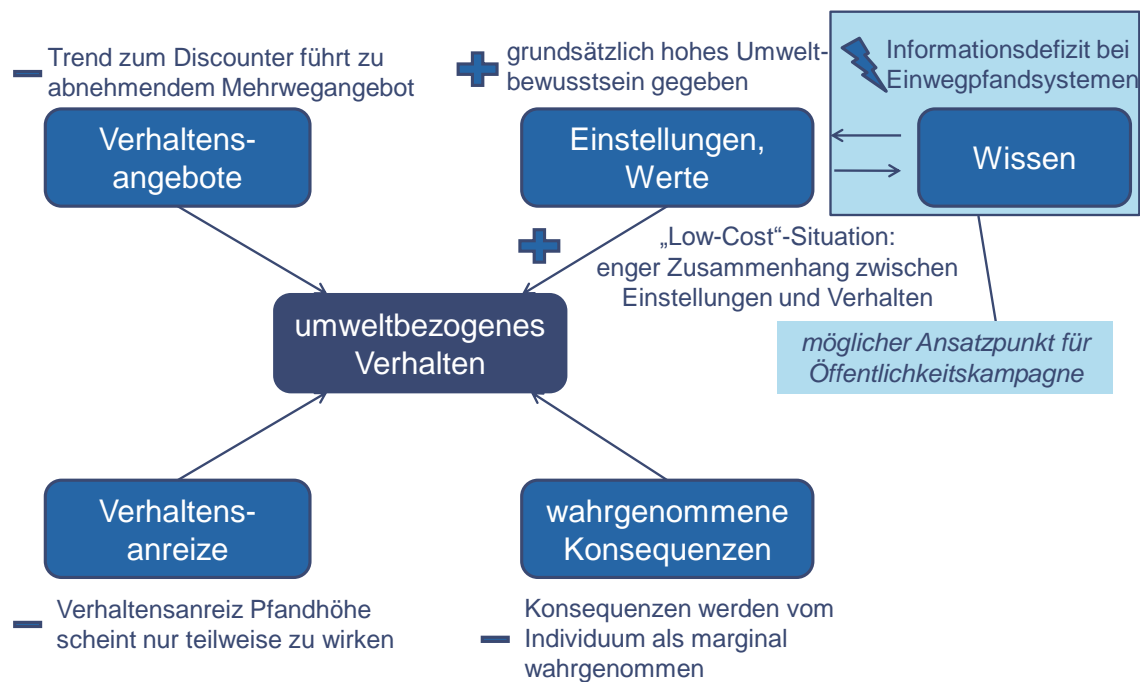 Trend zum Discounter führt zu
abnehmendem Mehrwegangebot
Verhaltens-
angebote
grundsätzlich hohes Umwelt-
bewusstsein gegeben
Einstellungen,
Werte
Informationsdefizit bei
Einwegpfandsystemen
Wissen
„Low-Cost“-Situation:
enger Zusammenhang zwischen
Einstellungen und Verhalten
umweltbezogenes
Verhalten
möglicher Ansatzpunkt für
Öffentlichkeitskampagne
Verhaltens-
anreize
Verhaltensanreiz Pfandhöhe
scheint nur teilweise zu wirken
wahrgenommene
Konsequenzen
Konsequenzen werden vom
Individuum als marginal
wahrgenommen